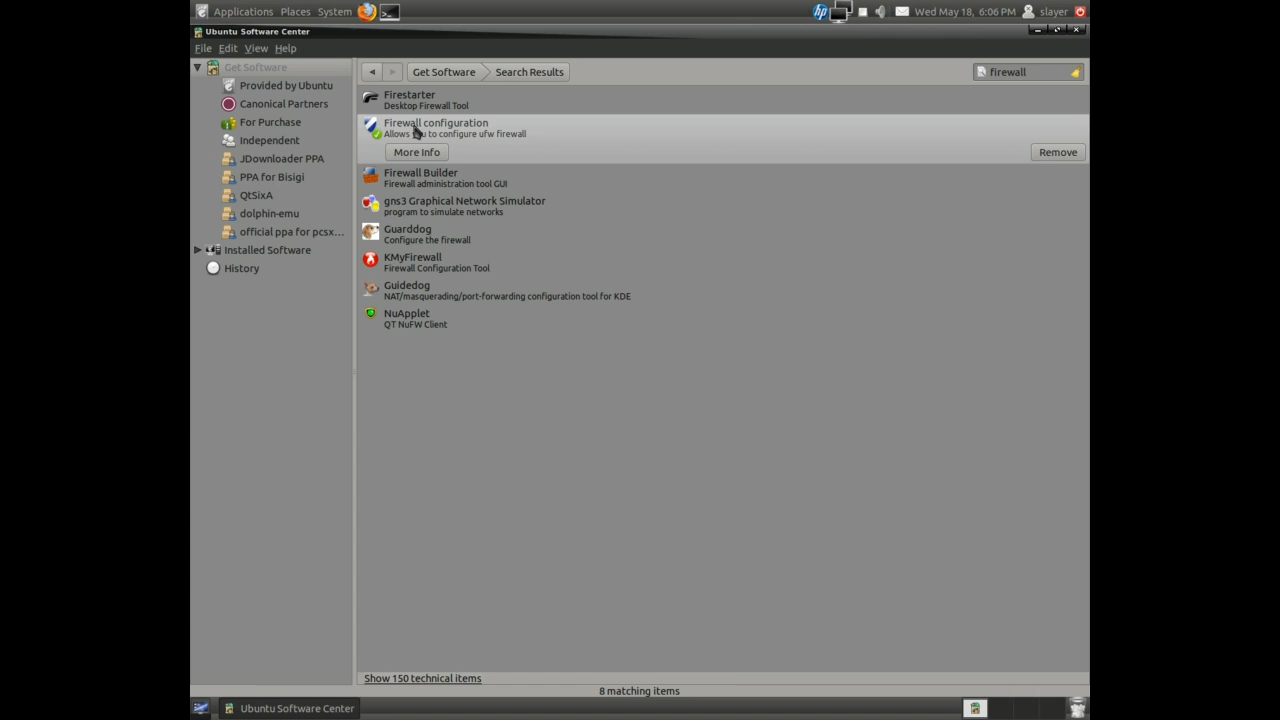 Applications Places System
hp
Wed May 18, 6:06 PM slayer
Ubuntu Software Center
File Edit View Help
Get Software
Provided by Ubuntu
Canonical Partners
For Purchase
Independent
JDownloader PPA
PPA for Bisigi
QtSixA
dolphin-emu
official ppa for pcsx...
Installed Software
History
Get Software Search Results
firewall
Firestarter
Desktop Firewall Tool
Firewall configuration
Allows you to configure ufw firewall
More Info
Remove
Firewall Builder
Firewall administration tool GUI
gns3 Graphical Network Simulator
program to simulate networks
Guarddog
Configure the firewall
KMyFirewall
Firewall Configuration Tool
Guidedog
NAT/masquerading/port-forwarding configuration tool for KDE
NuApplet
QT NuFW Client
Show 150 technical items
8 matching items
Ubuntu Software Center